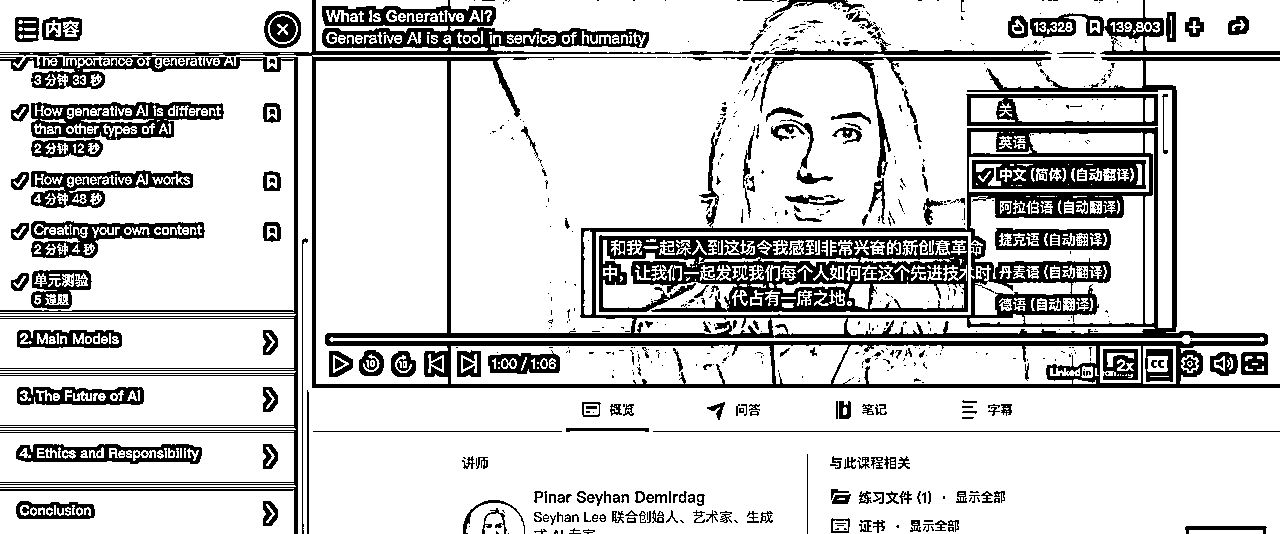 内容
The importance of generative AI
3 分钟 33 秒
How generative AI is different
than other types of AI
2 分钟 12 秒
How generative AI works
4 分钟 48 秒
Creating your own content
2 分钟 4 秒
单元测验
5 道题
2. Main Models
3. The Future of AI
4. Ethics and Responsibility
Conclusion
What Is Generative AI?
Generative AI is a tool in service of humanity
13,328
139,803
关
英语
中文 (简体) (自动翻译)
阿拉伯语 (自动翻译)
捷克语 (自动翻译)
丹麦语 (自动翻译)
德语 (自动翻译)
和我一起深入到这场令我感到非常兴奋的新创意革命
中，让我们一起发现我们每个人如何在这个先进技术时
代占有一席之地。
10
10
1:00 / 1:06
LinkedIn
2x
CC
概览
问答
笔记
字幕
讲师
Pinar Seyhan Demirdag
Seyhan Lee 联合创始人、艺术家、生成
式 AI 专家
与此课程相关
练习文件 (1) · 显示全部
证书 · 显示全部